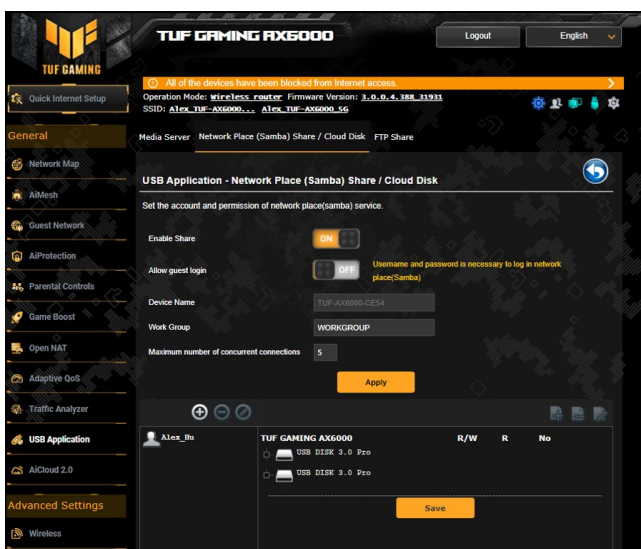 TUF GAMING
TUF GAMING AX6000
Logout
English
All of the devices have been blocked from Internet access.
Quick Internet Setup
Operation Mode: Wireless router Firmware Version: 3.0.0.4.388_31931
SSID: Alex_TUF-AX6000... Alex_TUF-AX6000_5G
General
Media Server Network Place (Samba) Share / Cloud Disk FTP Share
Network Map
AiMesh
Guest Network
AiProtection
Parental Controls
Game Boost
Open NAT
Adaptive QoS
Traffic Analyzer
USB Application
AiCloud 2.0
Advanced Settings
Wireless
USB Application - Network Place (Samba) Share / Cloud Disk
Set the account and permission of network place(samba) service.
Enable Share ON
Allow guest login OFF Username and password is necessary to log in network
place(Samba)
Device Name TUF-AX6000-CE54
Work Group WORKGROUP
Maximum number of concurrent connections 5
Apply
Alex_Hu
TUF GAMING AX6000 R/W R No
USB DISK 3.0 Pro
USB DISK 3.0 Pro
Save